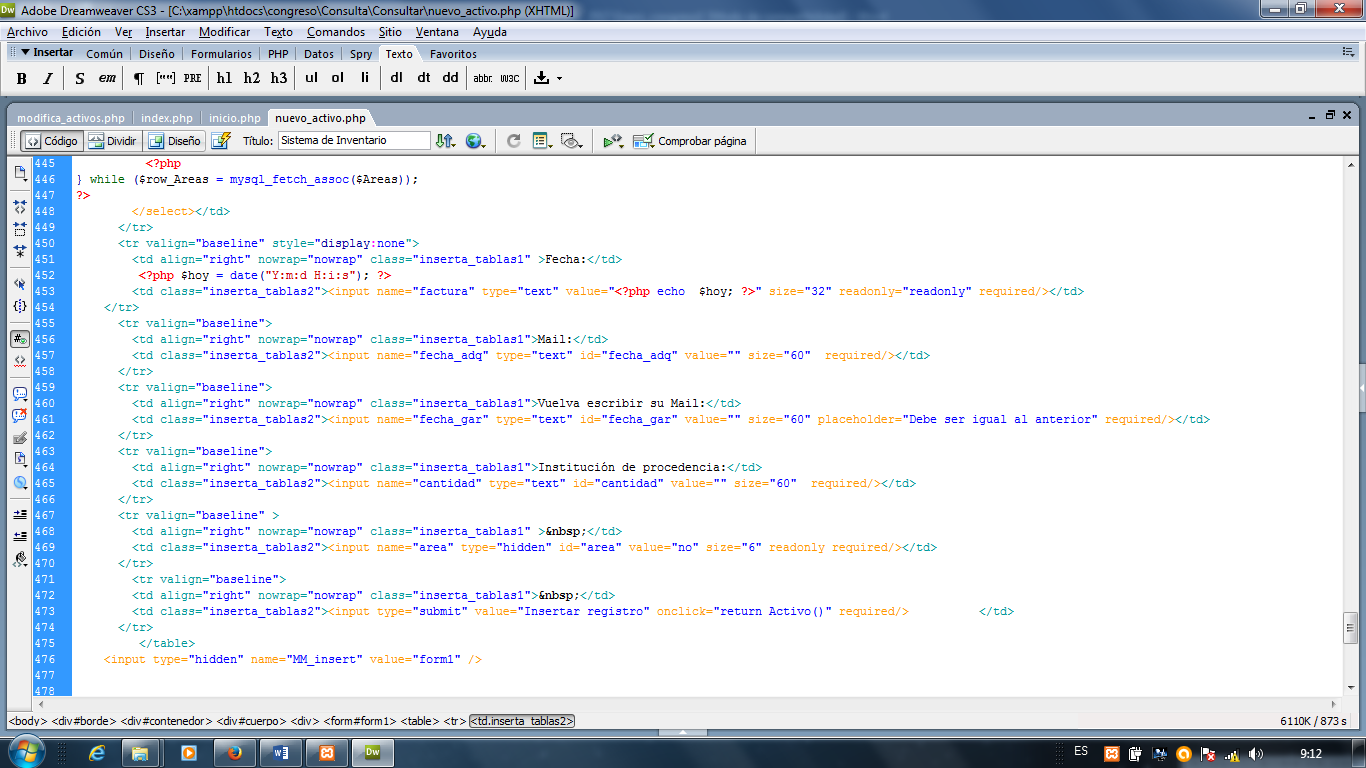 Adobe Dreamweaver CS3 - [C:\xampp\htdocs\congreso\Consulta\Consultar\nuevo_activo.php (XHTML)]
Archivo Edición Ver Insertar Modificar Texto Comandos Sitio Ventana Ayuda
Insertar Común Diseño Formularios PHP Datos Spry Texto Favoritos
B I S em ¶ [""] PRE h1 h2 h3 ul ol li dl dt dd abbr. W3C
modifica_activos.php index.php inicio.php nuevo_activo.php
Código Dividir Diseño Título: Sistema de Inventario Comprobar página
445 <?php
446 } while ($row_Areas = mysql_fetch_assoc($Areas));
447 ?>
448 </select></td>
449 </tr>
450 <tr valign="baseline" style="display:none">
451 <td align="right" nowrap="nowrap" class="inserta_tablas1" >Fecha:</td>
452 <?php $hoy = date("Y:m:d H:i:s"); ?>
453 <td class="inserta_tablas2"><input name="factura" type="text" value="<?php echo  $hoy; ?>" size="32" readonly="readonly" required/></td>
454 </tr>
455 <tr valign="baseline">
456 <td align="right" nowrap="nowrap" class="inserta_tablas1">Mail:</td>
457 <td class="inserta_tablas2"><input name="fecha_adq" type="text" id="fecha_adq" value="" size="60"  required/></td>
458 </tr>
459 <tr valign="baseline">
460 <td align="right" nowrap="nowrap" class="inserta_tablas1">Vuelva escribir su Mail:</td>
461 <td class="inserta_tablas2"><input name="fecha_gar" type="text" id="fecha_gar" value="" size="60" placeholder="Debe ser igual al anterior" required/></td>
462 </tr>
463 <tr valign="baseline">
464 <td align="right" nowrap="nowrap" class="inserta_tablas1">Institución de procedencia:</td>
465 <td class="inserta_tablas2"><input name="cantidad" type="text" id="cantidad" value="" size="60"  required/></td>
466 </tr>
467 <tr valign="baseline" >
468 <td align="right" nowrap="nowrap" class="inserta_tablas1" >&nbsp;</td>
469 <td class="inserta_tablas2"><input name="area" type="hidden" id="area" value="no" size="6" readonly required/></td>
470 </tr>
471 <tr valign="baseline">
472 <td align="right" nowrap="nowrap" class="inserta_tablas1">&nbsp;</td>
473 <td class="inserta_tablas2"><input type="submit" value="Insertar registro" onclick="return Activo()" required/> </td>
474 </tr>
475 </table>
476 <input type="hidden" name="MM_insert" value="form1" />
477
478
<body> <div#borde> <div#contenedor> <div#cuerpo> <div> <form#form1> <table> <tr> <td.inserta_tablas2> 6110K / 873 s
Dw ES 9:12